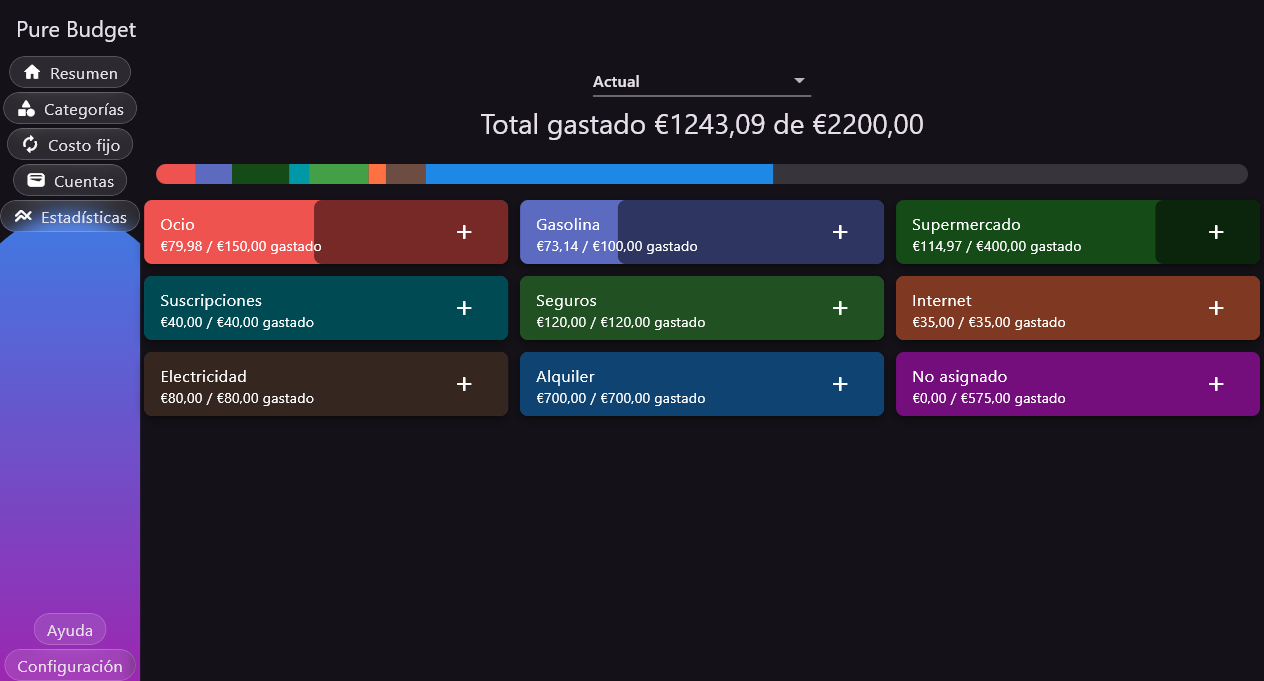 Pure Budget
Resumen
Categorías
Costo fijo
Cuentas
Estadísticas
Ayuda
Configuración
Actual
Total gastado €1243,09 de €2200,00
Ocio
€79,98 / €150,00 gastado
+
Gasolina
€73,14 / €100,00 gastado
+
Supermercado
€114,97 / €400,00 gastado
+
Suscripciones
€40,00 / €40,00 gastado
+
Seguros
€120,00 / €120,00 gastado
+
Internet
€35,00 / €35,00 gastado
+
Electricidad
€80,00 / €80,00 gastado
+
Alquiler
€700,00 / €700,00 gastado
+
No asignado
€0,00 / €575,00 gastado
+